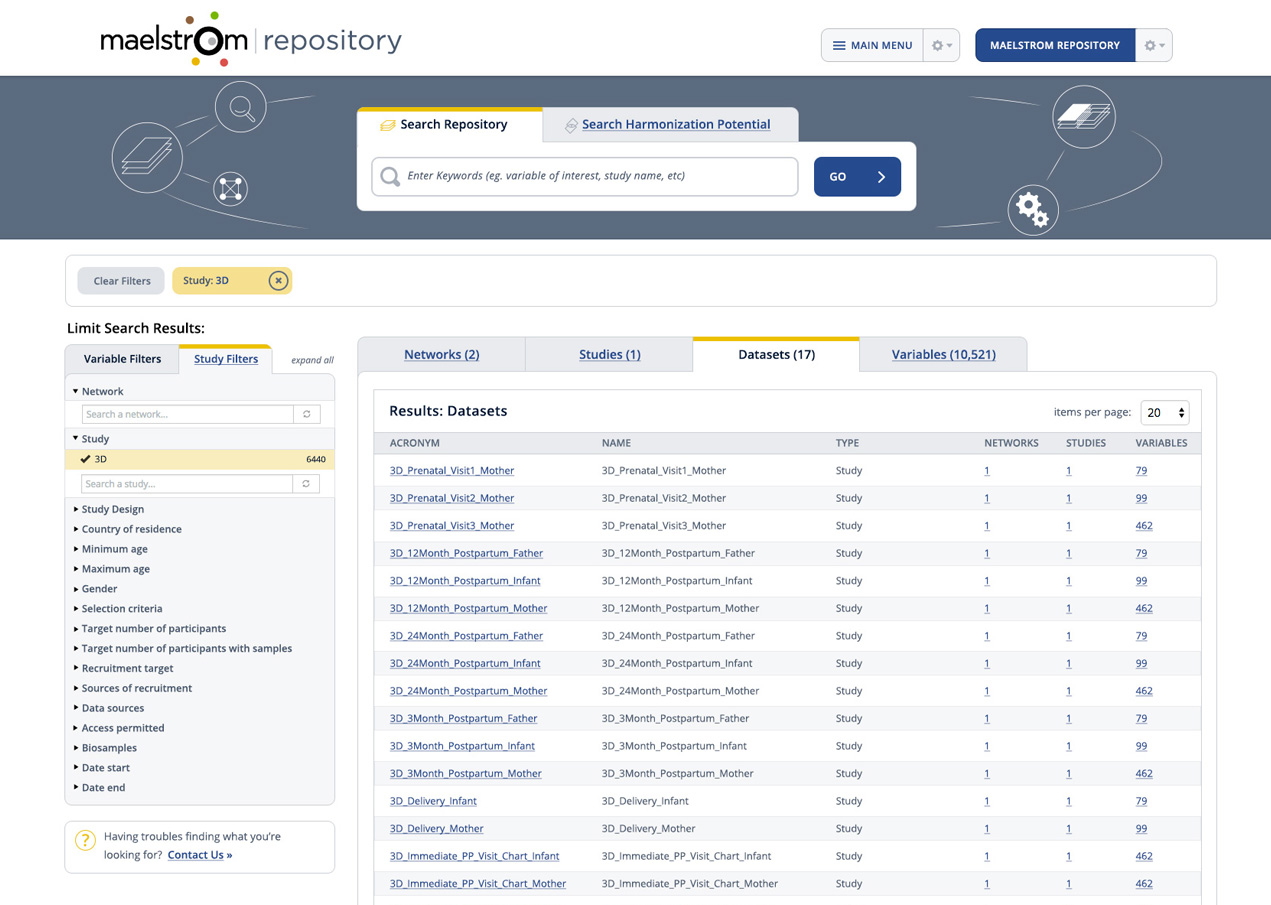 maelstrom | repository
MAIN MENU
MAELSTROM REPOSITORY
Search Repository
Search Harmonization Potential
Enter Keywords (eg. variable of interest, study name, etc)
GO
Clear Filters
Study: 3D
Limit Search Results:
Variable Filters
Study Filters
expand all
Network
Search a network...
Study
3D 6440
Search a study...
Study Design
Country of residence
Minimum age
Maximum age
Gender
Selection criteria
Target number of participants
Target number of participants with samples
Recruitment target
Sources of recruitment
Data sources
Access permitted
Biosamples
Date start
Date end
? Having troubles finding what you're
looking for? Contact Us »
Networks (2)
Studies (1)
Datasets (17)
Variables (10,521)
Results: Datasets
items per page: 20
ACRONYM NAME TYPE NETWORKS STUDIES VARIABLES
3D_Prenatal_Visit1_Mother 3D_Prenatal_Visit1_Mother Study 1 1 79
3D_Prenatal_Visit2_Mother 3D_Prenatal_Visit2_Mother Study 1 1 99
3D_Prenatal_Visit3_Mother 3D_Prenatal_Visit3_Mother Study 1 1 462
3D_12Month_Postpartum_Father 3D_12Month_Postpartum_Father Study 1 1 79
3D_12Month_Postpartum_Infant 3D_12Month_Postpartum_Infant Study 1 1 99
3D_12Month_Postpartum_Mother 3D_12Month_Postpartum_Mother Study 1 1 462
3D_24Month_Postpartum_Father 3D_24Month_Postpartum_Father Study 1 1 79
3D_24Month_Postpartum_Infant 3D_24Month_Postpartum_Infant Study 1 1 99
3D_24Month_Postpartum_Mother 3D_24Month_Postpartum_Mother Study 1 1 462
3D_3Month_Postpartum_Father 3D_3Month_Postpartum_Father Study 1 1 79
3D_3Month_Postpartum_Infant 3D_3Month_Postpartum_Infant Study 1 1 99
3D_3Month_Postpartum_Mother 3D_3Month_Postpartum_Mother Study 1 1 462
3D_Delivery_Infant 3D_Delivery_Infant Study 1 1 79
3D_Delivery_Mother 3D_Delivery_Mother Study 1 1 99
3D_Immediate_PP_Visit_Chart_Infant 3D_Immediate_PP_Visit_Chart_Infant Study 1 1 462
3D_Immediate_PP_Visit_Chart_Mother 3D_Immediate_PP_Visit_Chart_Mother Study 1 1 462